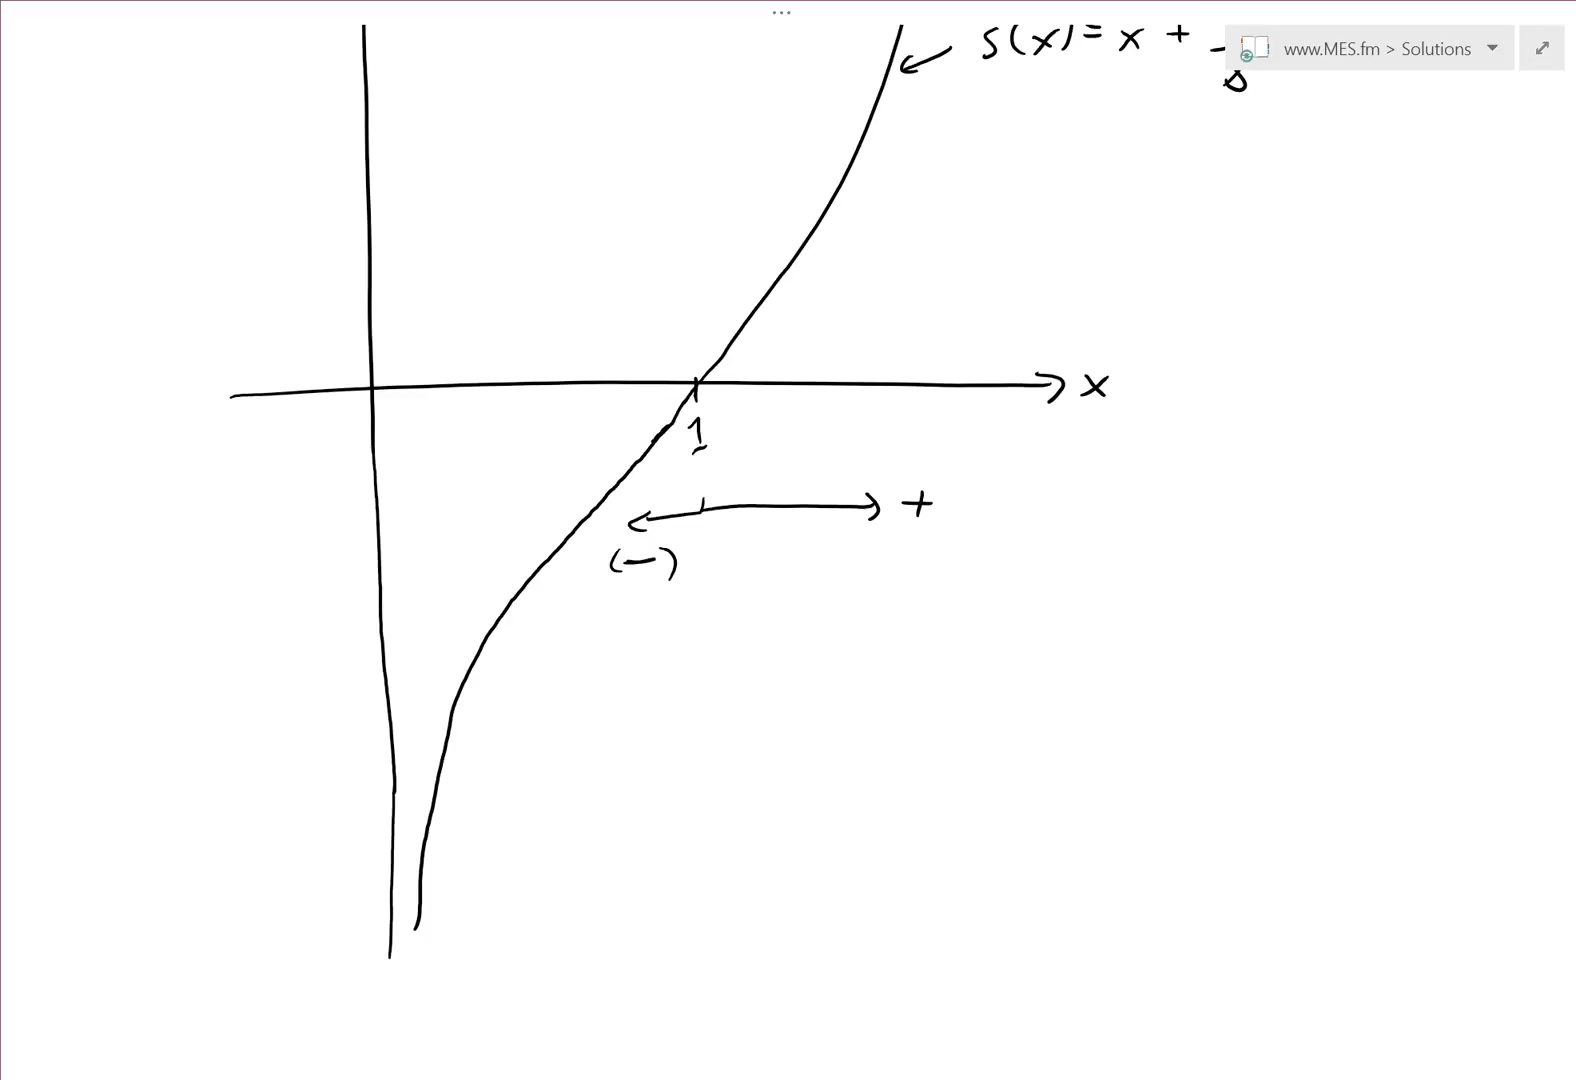 s(x) = x +
www.MES.fm > Solutions
x
1
+
(-)